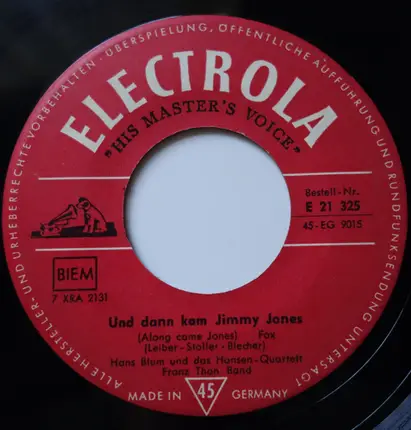 ALLE HERSTELLER- UND URHEBERRECHTE VORBEHALTEN · ÜBERSPIELUNG, ÖFFENTLICHE AUFFÜHRUNG UND RUNDFUNKSENDUNG UNTERSAGT
ELECTROLA
"HIS MASTER'S VOICE"
Bestell-Nr.
E 21 325
45-EG 9015
BIEM
7 XRA 2131
Und dann kam Jimmy Jones
(Along came Jones) Fox
(Leiber-Stoller-Blecher)
Hans Blum und das Hansen-Quartett
Franz Thon Band
MADE IN 45 GERMANY